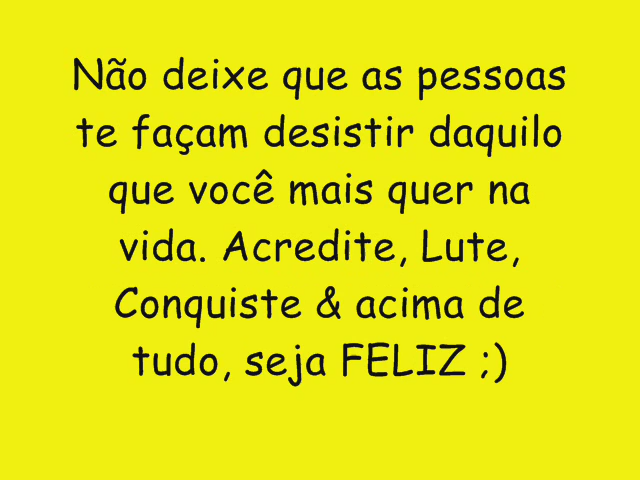 Não deixe que as pessoas
te façam desistir daquilo
que você mais quer na
vida. Acredite, Lute,
Conquiste & acima de
tudo, seja FELIZ ;)